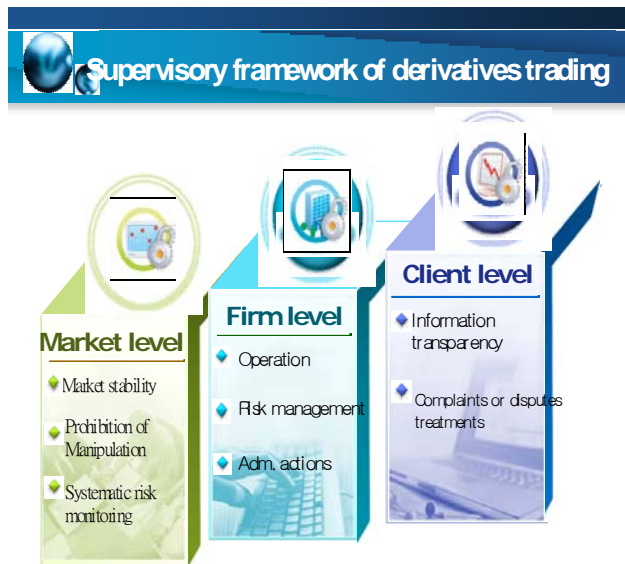 Supervisory framework of derivatives trading
Market level
Market stability
Prohibition of
Manipulation
Systematic risk
monitoring
Firm level
Operation
Risk management
Adm. actions
Client level
Information
transparency
Complaints or disputes
treatments